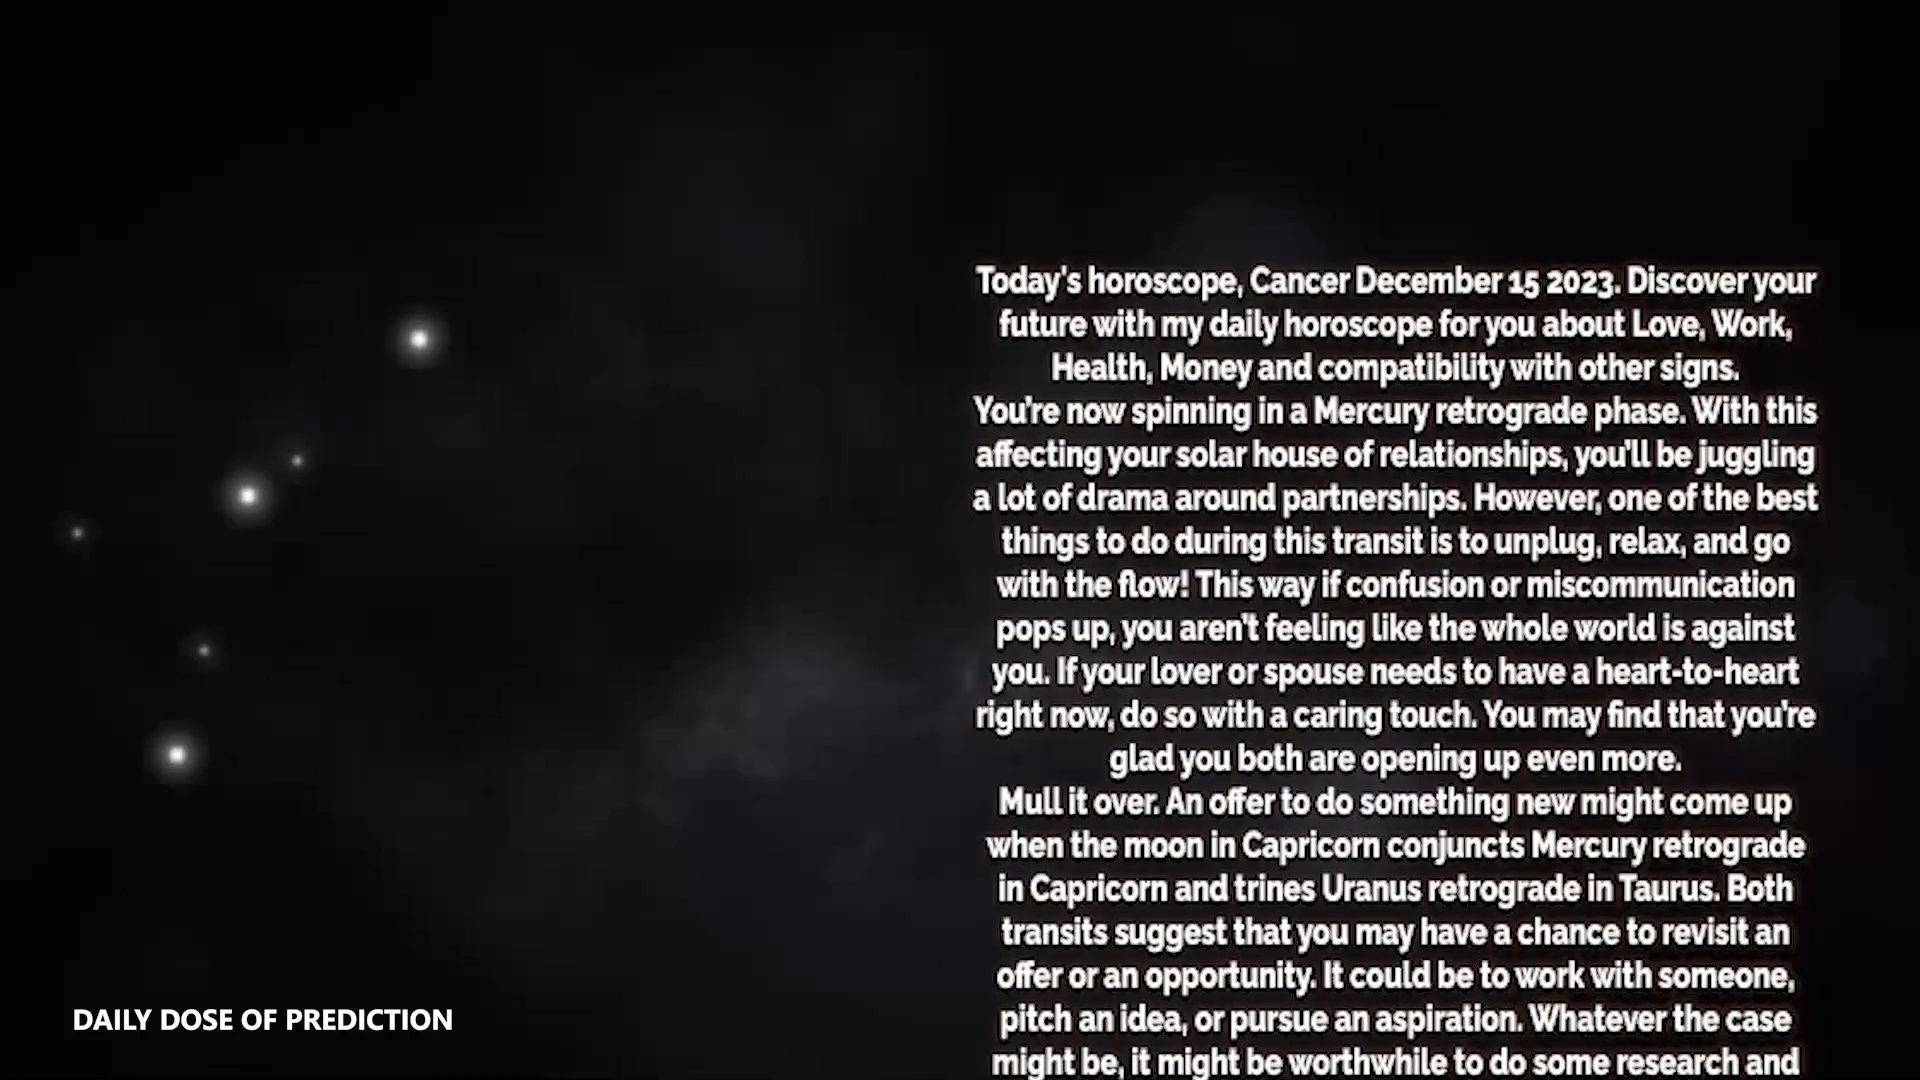 Today's horoscope, Cancer December 15 2023. Discover your
future with my daily horoscope for you about Love, Work,
Health, Money and compatibility with other signs.
You're now spinning in a Mercury retrograde phase. With this
affecting your solar house of relationships, you'll be juggling
a lot of drama around partnerships. However, one of the best
things to do during this transit is to unplug, relax, and go
with the flow! This way if confusion or miscommunication
pops up, you aren't feeling like the whole world is against
you. If your lover or spouse needs to have a heart-to-heart
right now, do so with a caring touch. You may find that you're
glad you both are opening up even more.
Mull it over. An offer to do something new might come up
when the moon in Capricorn conjuncts Mercury retrograde
in Capricorn and trines Uranus retrograde in Taurus. Both
transits suggest that you may have a chance to revisit an
offer or an opportunity. It could be to work with someone,
pitch an idea, or pursue an aspiration. Whatever the case
might be, it might be worthwhile to do some research and
DAILY DOSE OF PREDICTION